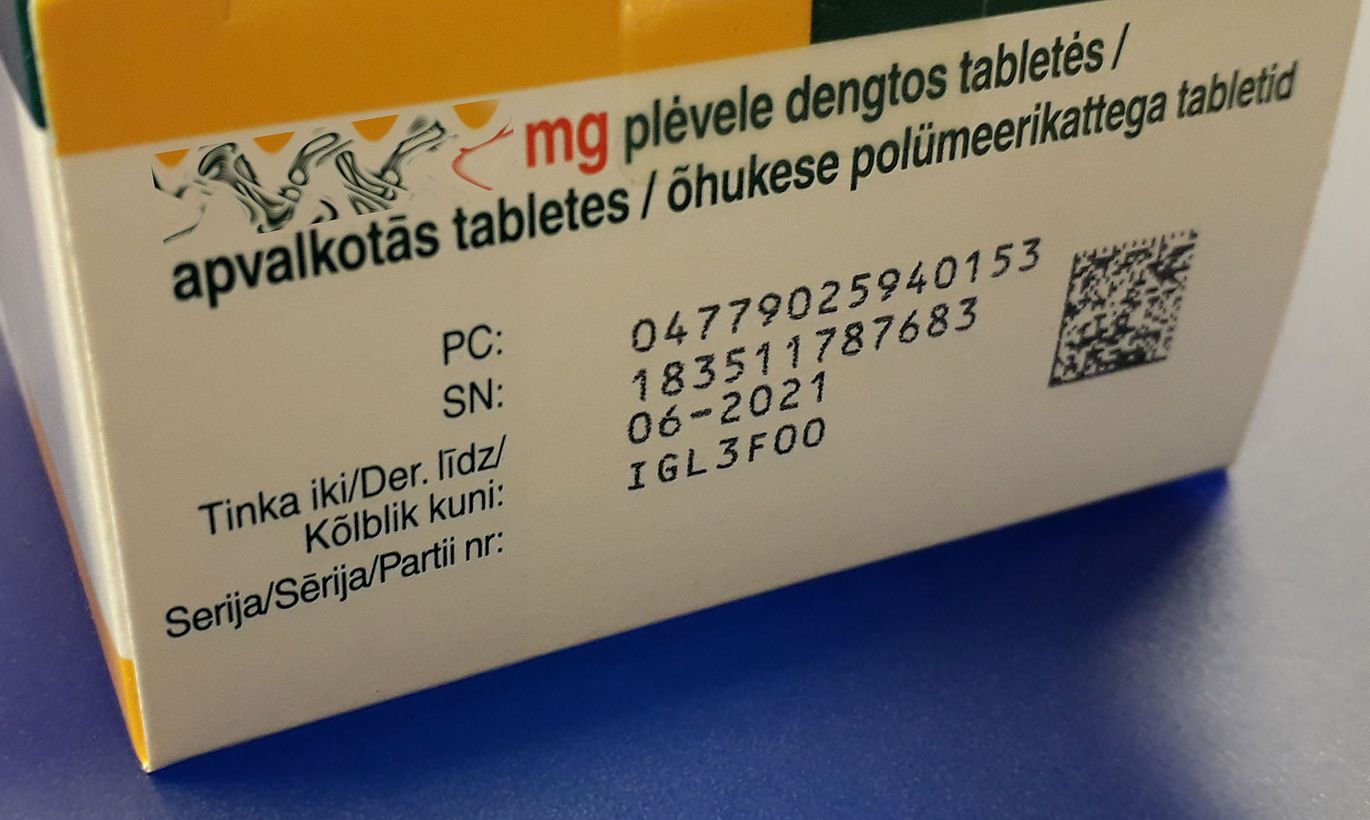 mg plėvele dengtos tabletės /
apvalkotās tabletes / õhukese polümeerikattega tabletid
PC: 04779025940153
SN: 183511787683
Tinka iki/Der. līdz/ 06-2021
Kõlblik kuni:
Serija/Sērija/Partii nr: IGL3F00